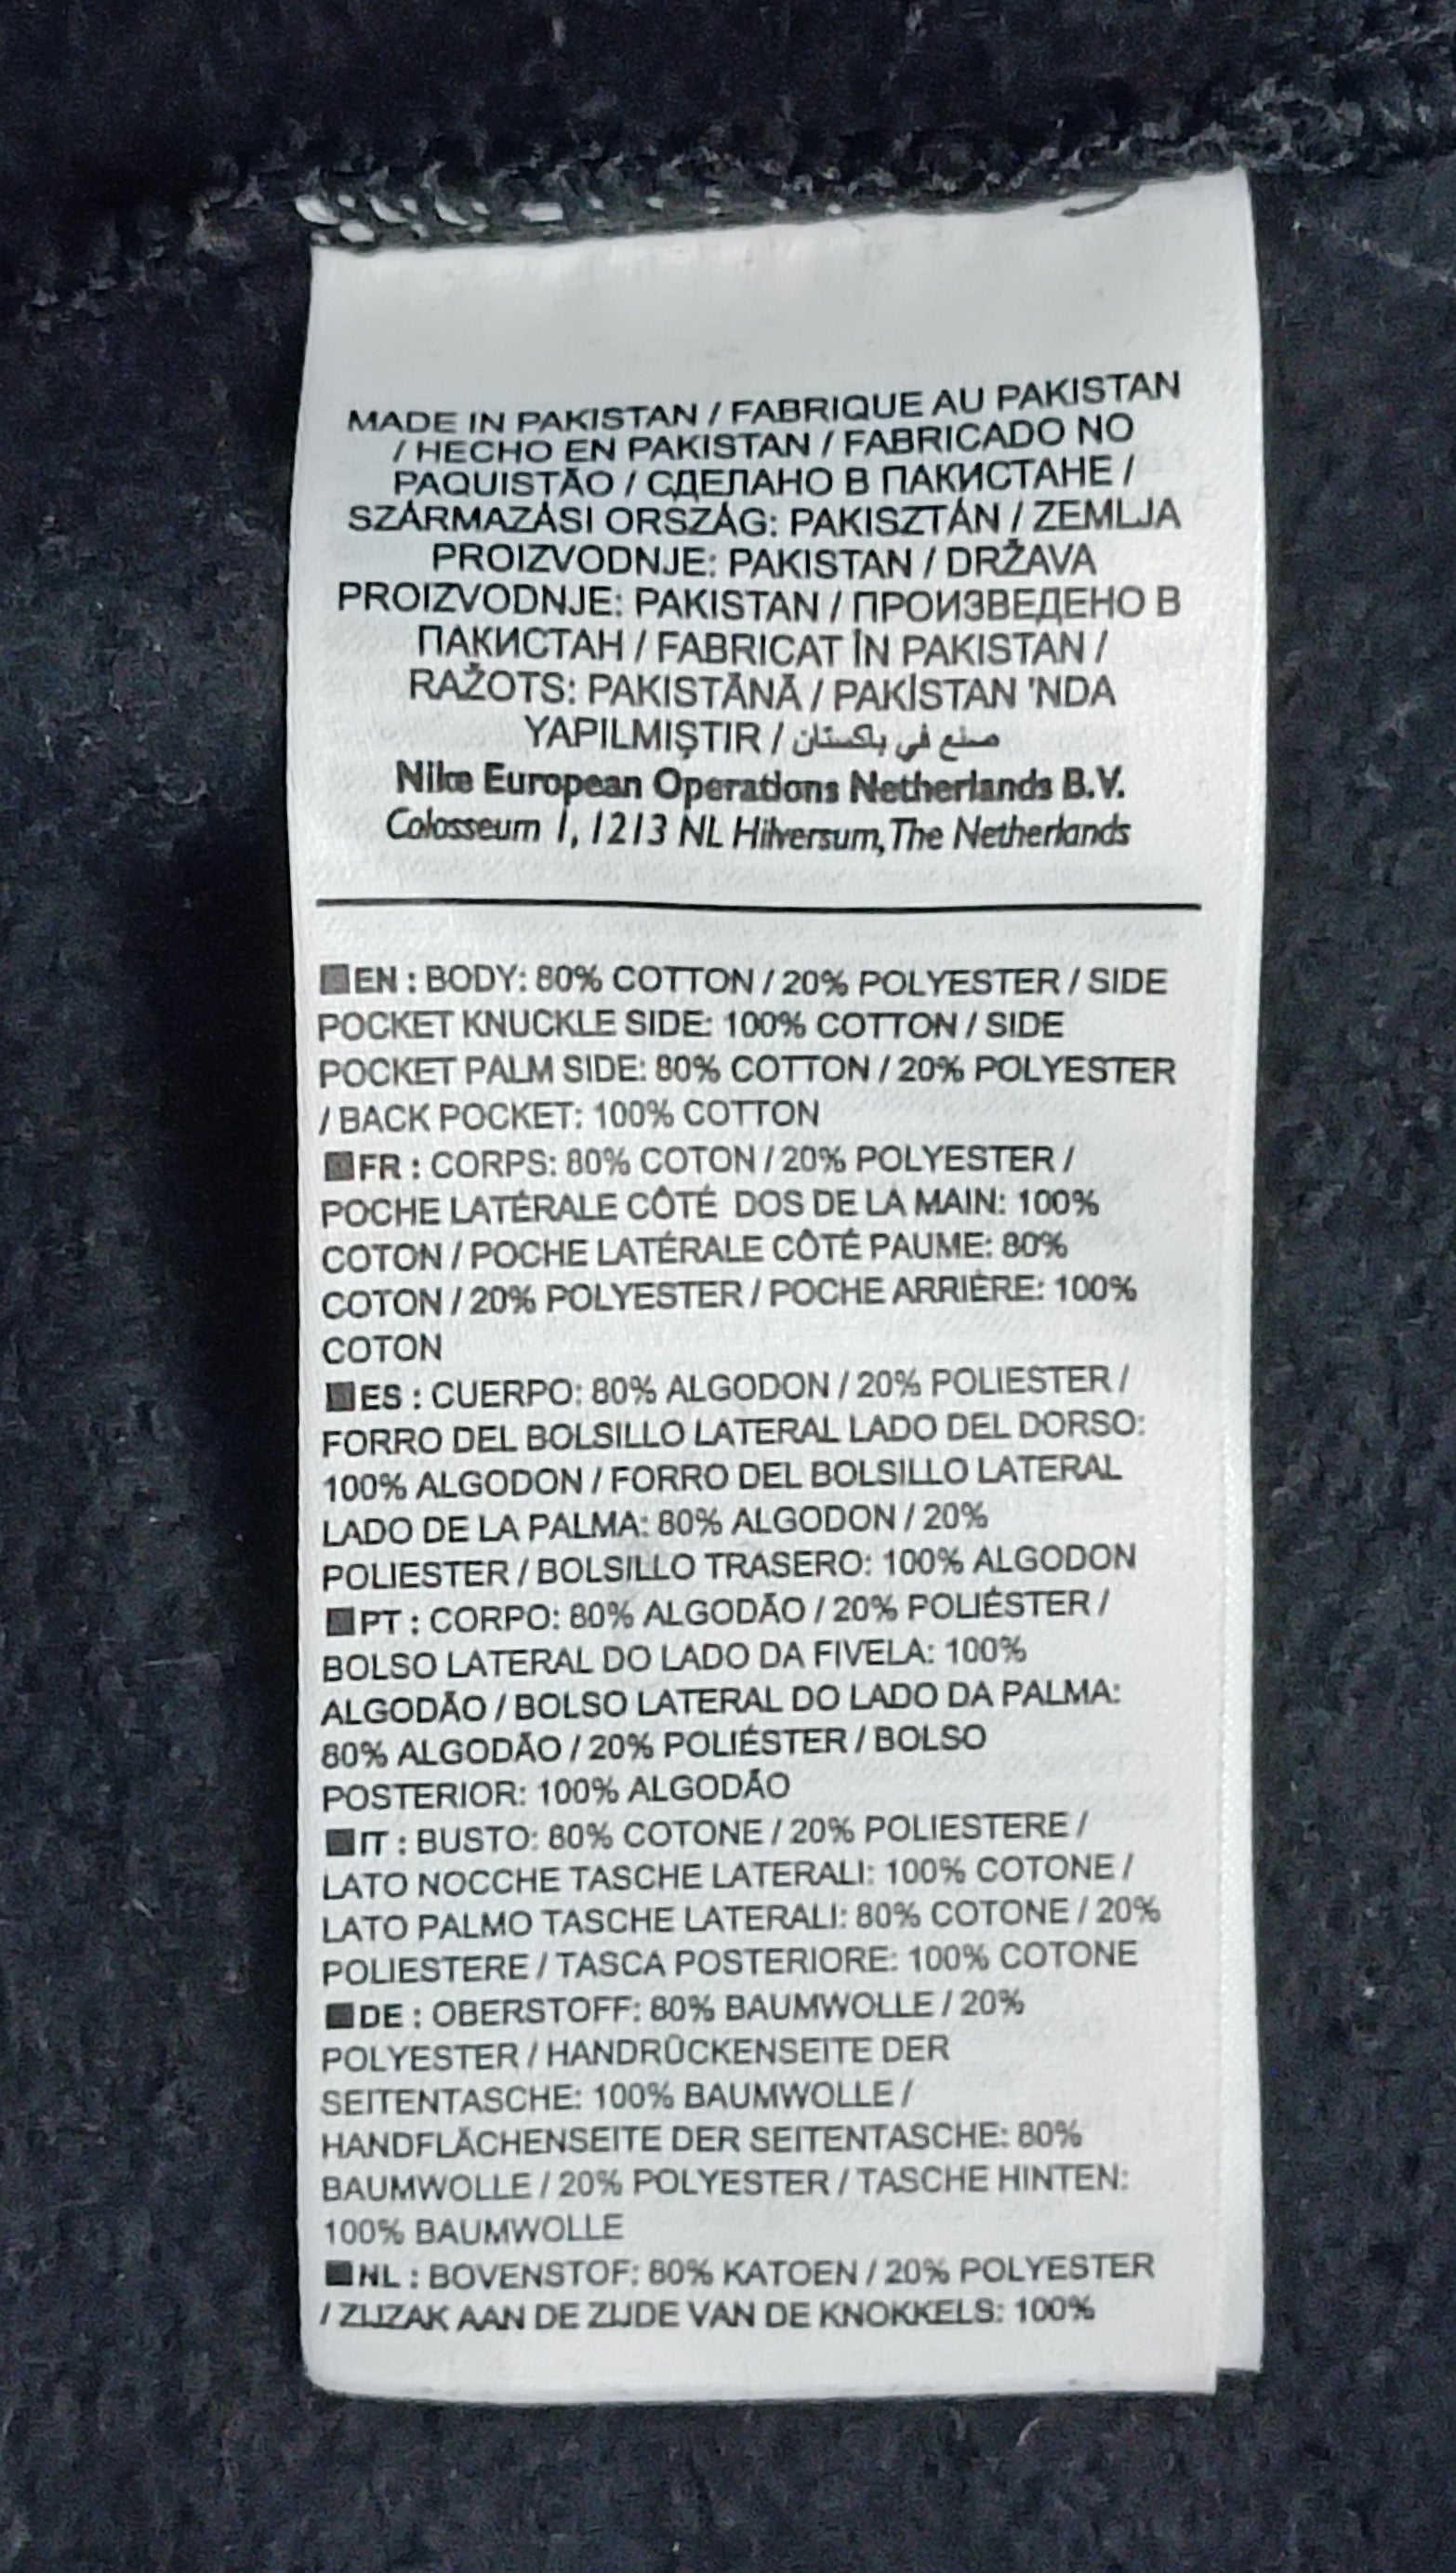 MADE IN PAKISTAN / FABRIQUE AU PAKISTAN
/ HECHO EN PAKISTAN / FABRICADO NO
PAQUISTÃO / СДЕЛАНО В ПАКИСТАНЕ /
SZÁRMAZÁSI ORSZÁG: PAKISZTÁN / ZEMLJA
PROIZVODNJE: PAKISTAN / DRŽAVA
PROIZVODNJE: PAKISTAN / ПРОИЗВЕДЕНО В
ПАКИСТАН / FABRICAT ÎN PAKISTAN /
RAŽOTS: PAKISTĀNĀ / PAKİSTAN 'NDA
YAPILMIŞTIR / صنع في باكستان
Nike European Operations Netherlands B.V.
Colosseum 1, 1213 NL Hilversum, The Netherlands
EN : BODY: 80% COTTON / 20% POLYESTER / SIDE
POCKET KNUCKLE SIDE: 100% COTTON / SIDE
POCKET PALM SIDE: 80% COTTON / 20% POLYESTER
/ BACK POCKET: 100% COTTON
FR : CORPS: 80% COTON / 20% POLYESTER /
POCHE LATÉRALE CÔTÉ DOS DE LA MAIN: 100%
COTON / POCHE LATÉRALE CÔTÉ PAUME: 80%
COTON / 20% POLYESTER / POCHE ARRIÈRE: 100%
COTON
ES : CUERPO: 80% ALGODON / 20% POLIESTER /
FORRO DEL BOLSILLO LATERAL LADO DEL DORSO:
100% ALGODON / FORRO DEL BOLSILLO LATERAL
LADO DE LA PALMA: 80% ALGODON / 20%
POLIESTER / BOLSILLO TRASERO: 100% ALGODON
PT : CORPO: 80% ALGODÃO / 20% POLIÉSTER /
BOLSO LATERAL DO LADO DA FIVELA: 100%
ALGODÃO / BOLSO LATERAL DO LADO DA PALMA:
80% ALGODÃO / 20% POLIÉSTER / BOLSO
POSTERIOR: 100% ALGODÃO
IT : BUSTO: 80% COTONE / 20% POLIESTERE /
LATO NOCCHE TASCHE LATERALI: 100% COTONE /
LATO PALMO TASCHE LATERALI: 80% COTONE / 20%
POLIESTERE / TASCA POSTERIORE: 100% COTONE
DE : OBERSTOFF: 80% BAUMWOLLE / 20%
POLYESTER / HANDRÜCKENSEITE DER
SEITENTASCHE: 100% BAUMWOLLE /
HANDFLÄCHENSEITE DER SEITENTASCHE: 80%
BAUMWOLLE / 20% POLYESTER / TASCHE HINTEN:
100% BAUMWOLLE
NL : BOVENSTOF: 80% KATOEN / 20% POLYESTER
/ ZIJZAK AAN DE ZIJDE VAN DE KNOKKELS: 100%